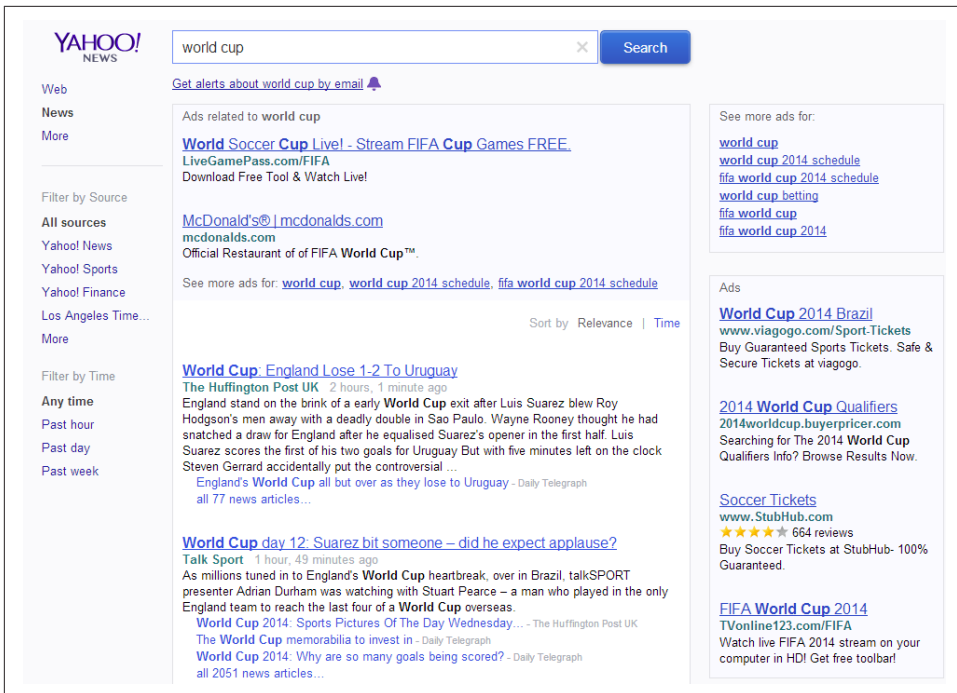 YAHOO!
NEWS
world cup
Search
Get alerts about world cup by email
Web
News
More
Filter by Source
All sources
Yahoo! News
Yahoo! Sports
Yahoo! Finance
Los Angeles Time...
More
Filter by Time
Any time
Past hour
Past day
Past week
Ads related to world cup
World Soccer Cup Live! - Stream FIFA Cup Games FREE.
LiveGamePass.com/FIFA
Download Free Tool & Watch Live!
McDonald's® | mcdonalds.com
mcdonalds.com
Official Restaurant of of FIFA World Cup™.
See more ads for: world cup, world cup 2014 schedule, fifa world cup 2014 schedule
Sort by Relevance | Time
World Cup: England Lose 1-2 To Uruguay
The Huffington Post UK 2 hours, 1 minute ago
England stand on the brink of a early World Cup exit after Luis Suarez blew Roy
Hodgson's men away with a deadly double in Sao Paulo. Wayne Rooney thought he had
snatched a draw for England after he equalised Suarez's opener in the first half. Luis
Suarez scores the first of his two goals for Uruguay But with five minutes left on the clock
Steven Gerrard accidentally put the controversial ...
England's World Cup all but over as they lose to Uruguay - Daily Telegraph
all 77 news articles...
World Cup day 12: Suarez bit someone – did he expect applause?
Talk Sport 1 hour, 49 minutes ago
As millions tuned in to England's World Cup heartbreak, over in Brazil, talkSPORT
presenter Adrian Durham was watching with Stuart Pearce – a man who played in the only
England team to reach the last four of a World Cup overseas.
World Cup 2014: Sports Pictures Of The Day Wednesday... - The Huffington Post UK
The World Cup memorabilia to invest in - Daily Telegraph
World Cup 2014: Why are so many goals being scored? - Daily Telegraph
all 2051 news articles...
See more ads for:
world cup
world cup 2014 schedule
fifa world cup 2014 schedule
world cup betting
fifa world cup
fifa world cup 2014
Ads
World Cup 2014 Brazil
www.viagogo.com/Sport-Tickets
Buy Guaranteed Sports Tickets. Safe &
Secure Tickets at viagogo.
2014 World Cup Qualifiers
2014worldcup.buyerpricer.com
Searching for The 2014 World Cup
Qualifiers Info? Browse Results Now.
Soccer Tickets
www.StubHub.com
664 reviews
Buy Soccer Tickets at StubHub- 100%
Guaranteed.
FIFA World Cup 2014
TVonline123.com/FIFA
Watch live FIFA 2014 stream on your
computer in HD! Get free toolbar!